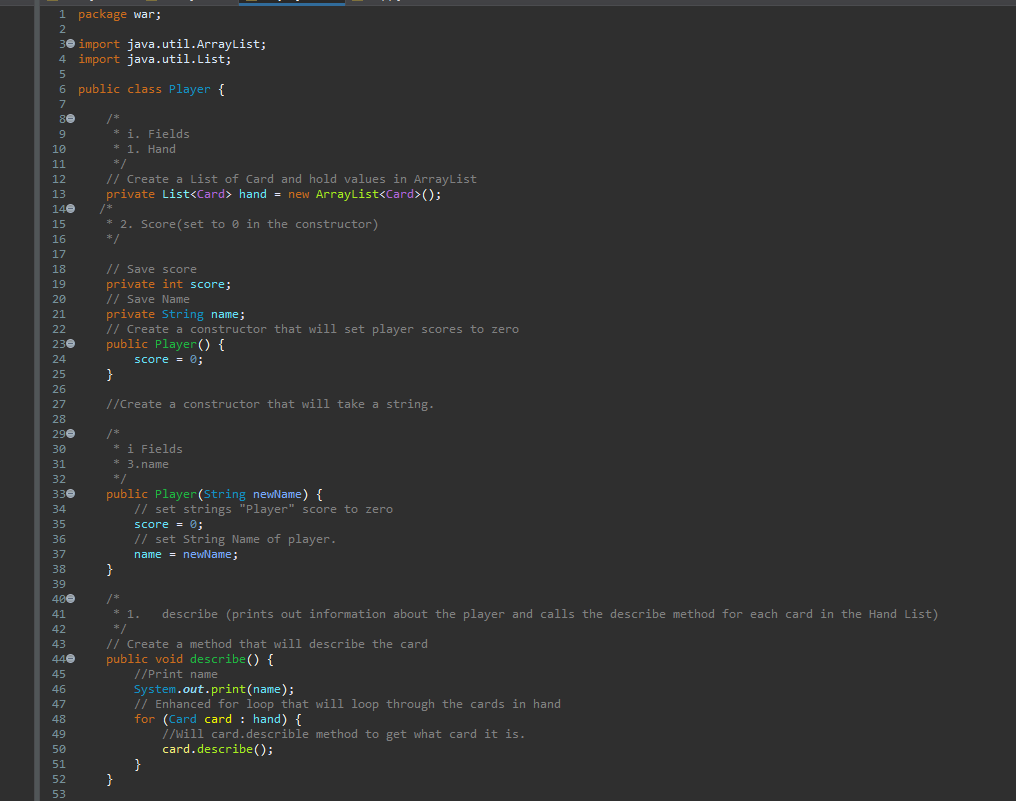 1 package war;
2
3 import java.util.ArrayList;
4 import java.util.List;
5
6 public class Player {
7
8 /*
9 * i. Fields
10 * 1. Hand
11 */
12 // Create a List of Card and hold values in ArrayList
13 private List<Card> hand = new ArrayList<Card>();
14 /*
15 * 2. Score(set to 0 in the constructor)
16 */
17
18 // Save score
19 private int score;
20 // Save Name
21 private String name;
22 // Create a constructor that will set player scores to zero
23 public Player() {
24 score = 0;
25 }
26
27 //Create a constructor that will take a string.
28
29 /*
30 * i Fields
31 * 3.name
32 */
33 public Player(String newName) {
34 // set strings "Player" score to zero
35 score = 0;
36 // set String Name of player.
37 name = newName;
38 }
39
40 /*
41 * 1. describe (prints out information about the player and calls the describe method for each card in the Hand List)
42 */
43 // Create a method that will describe the card
44 public void describe() {
45 //Print name
46 System.out.print(name);
47 // Enhanced for loop that will loop through the cards in hand
48 for (Card card : hand) {
49 //Will card.describle method to get what card it is.
50 card.describe();
51 }
52 }
53